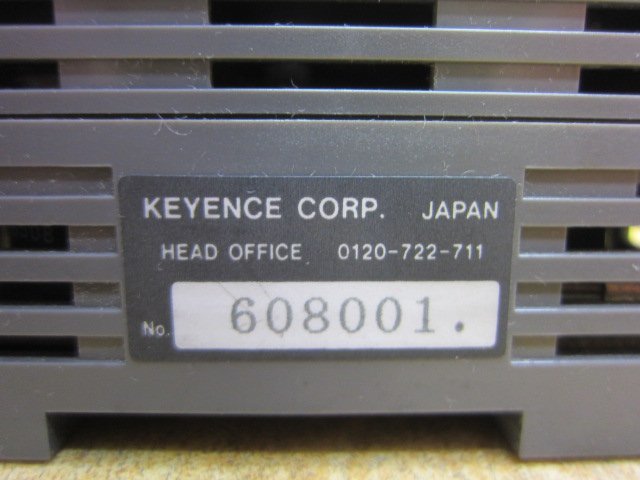 KEYENCE CORP. JAPAN
HEAD OFFICE 0120-722-711
No. 608001.